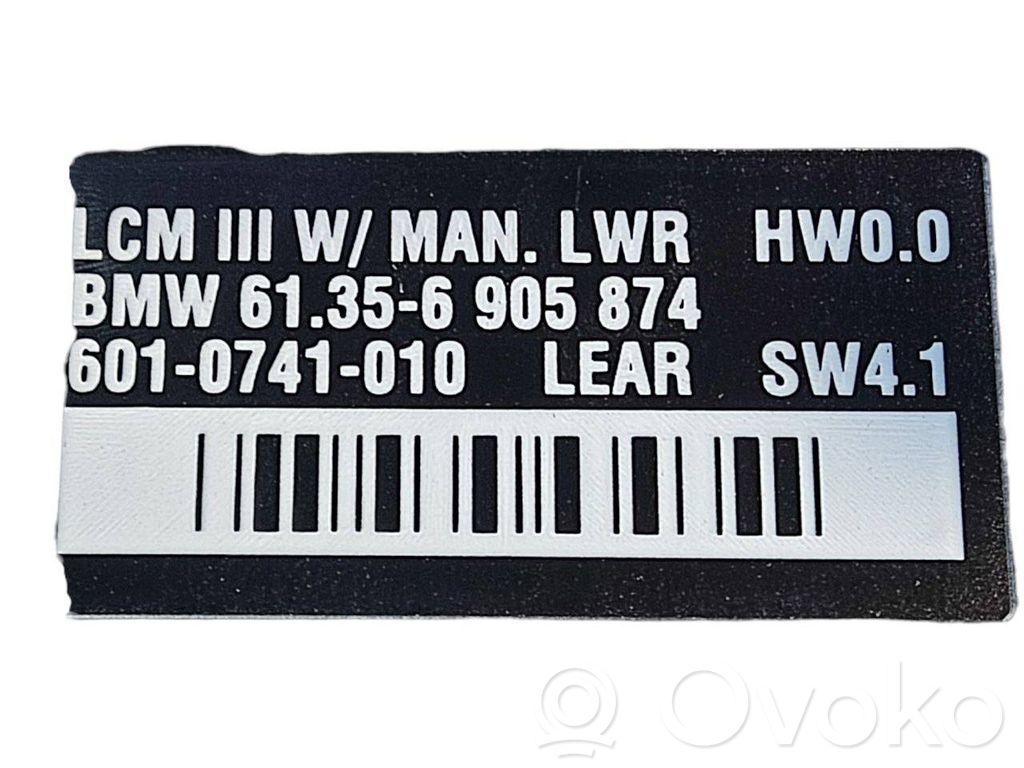 LCM III W/ MAN. LWR HW0.0
BMW 61.35-6 905 874
601-0741-010 LEAR SW4.1
Ovoko